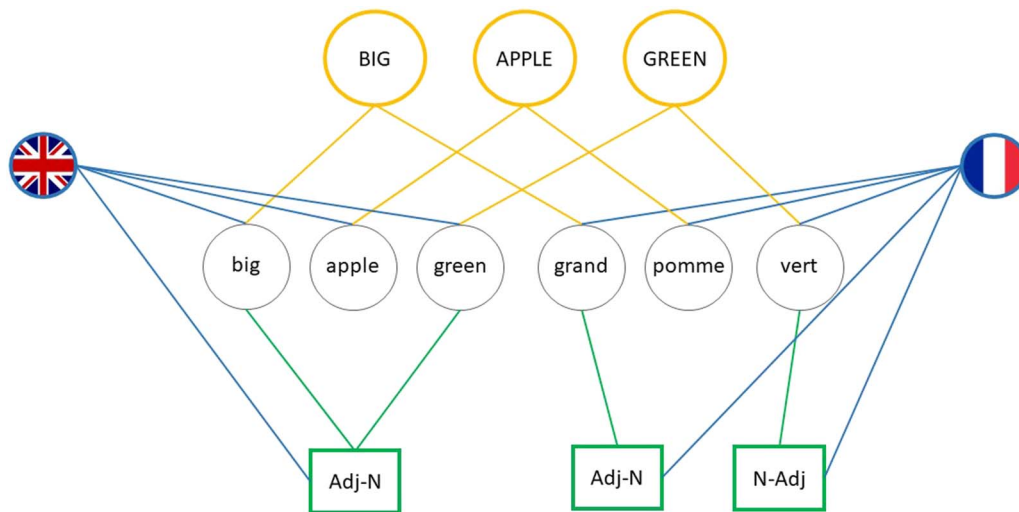 BIG
APPLE
GREEN
big
apple
green
grand
pomme
vert
Adj-N
Adj-N
N-Adj